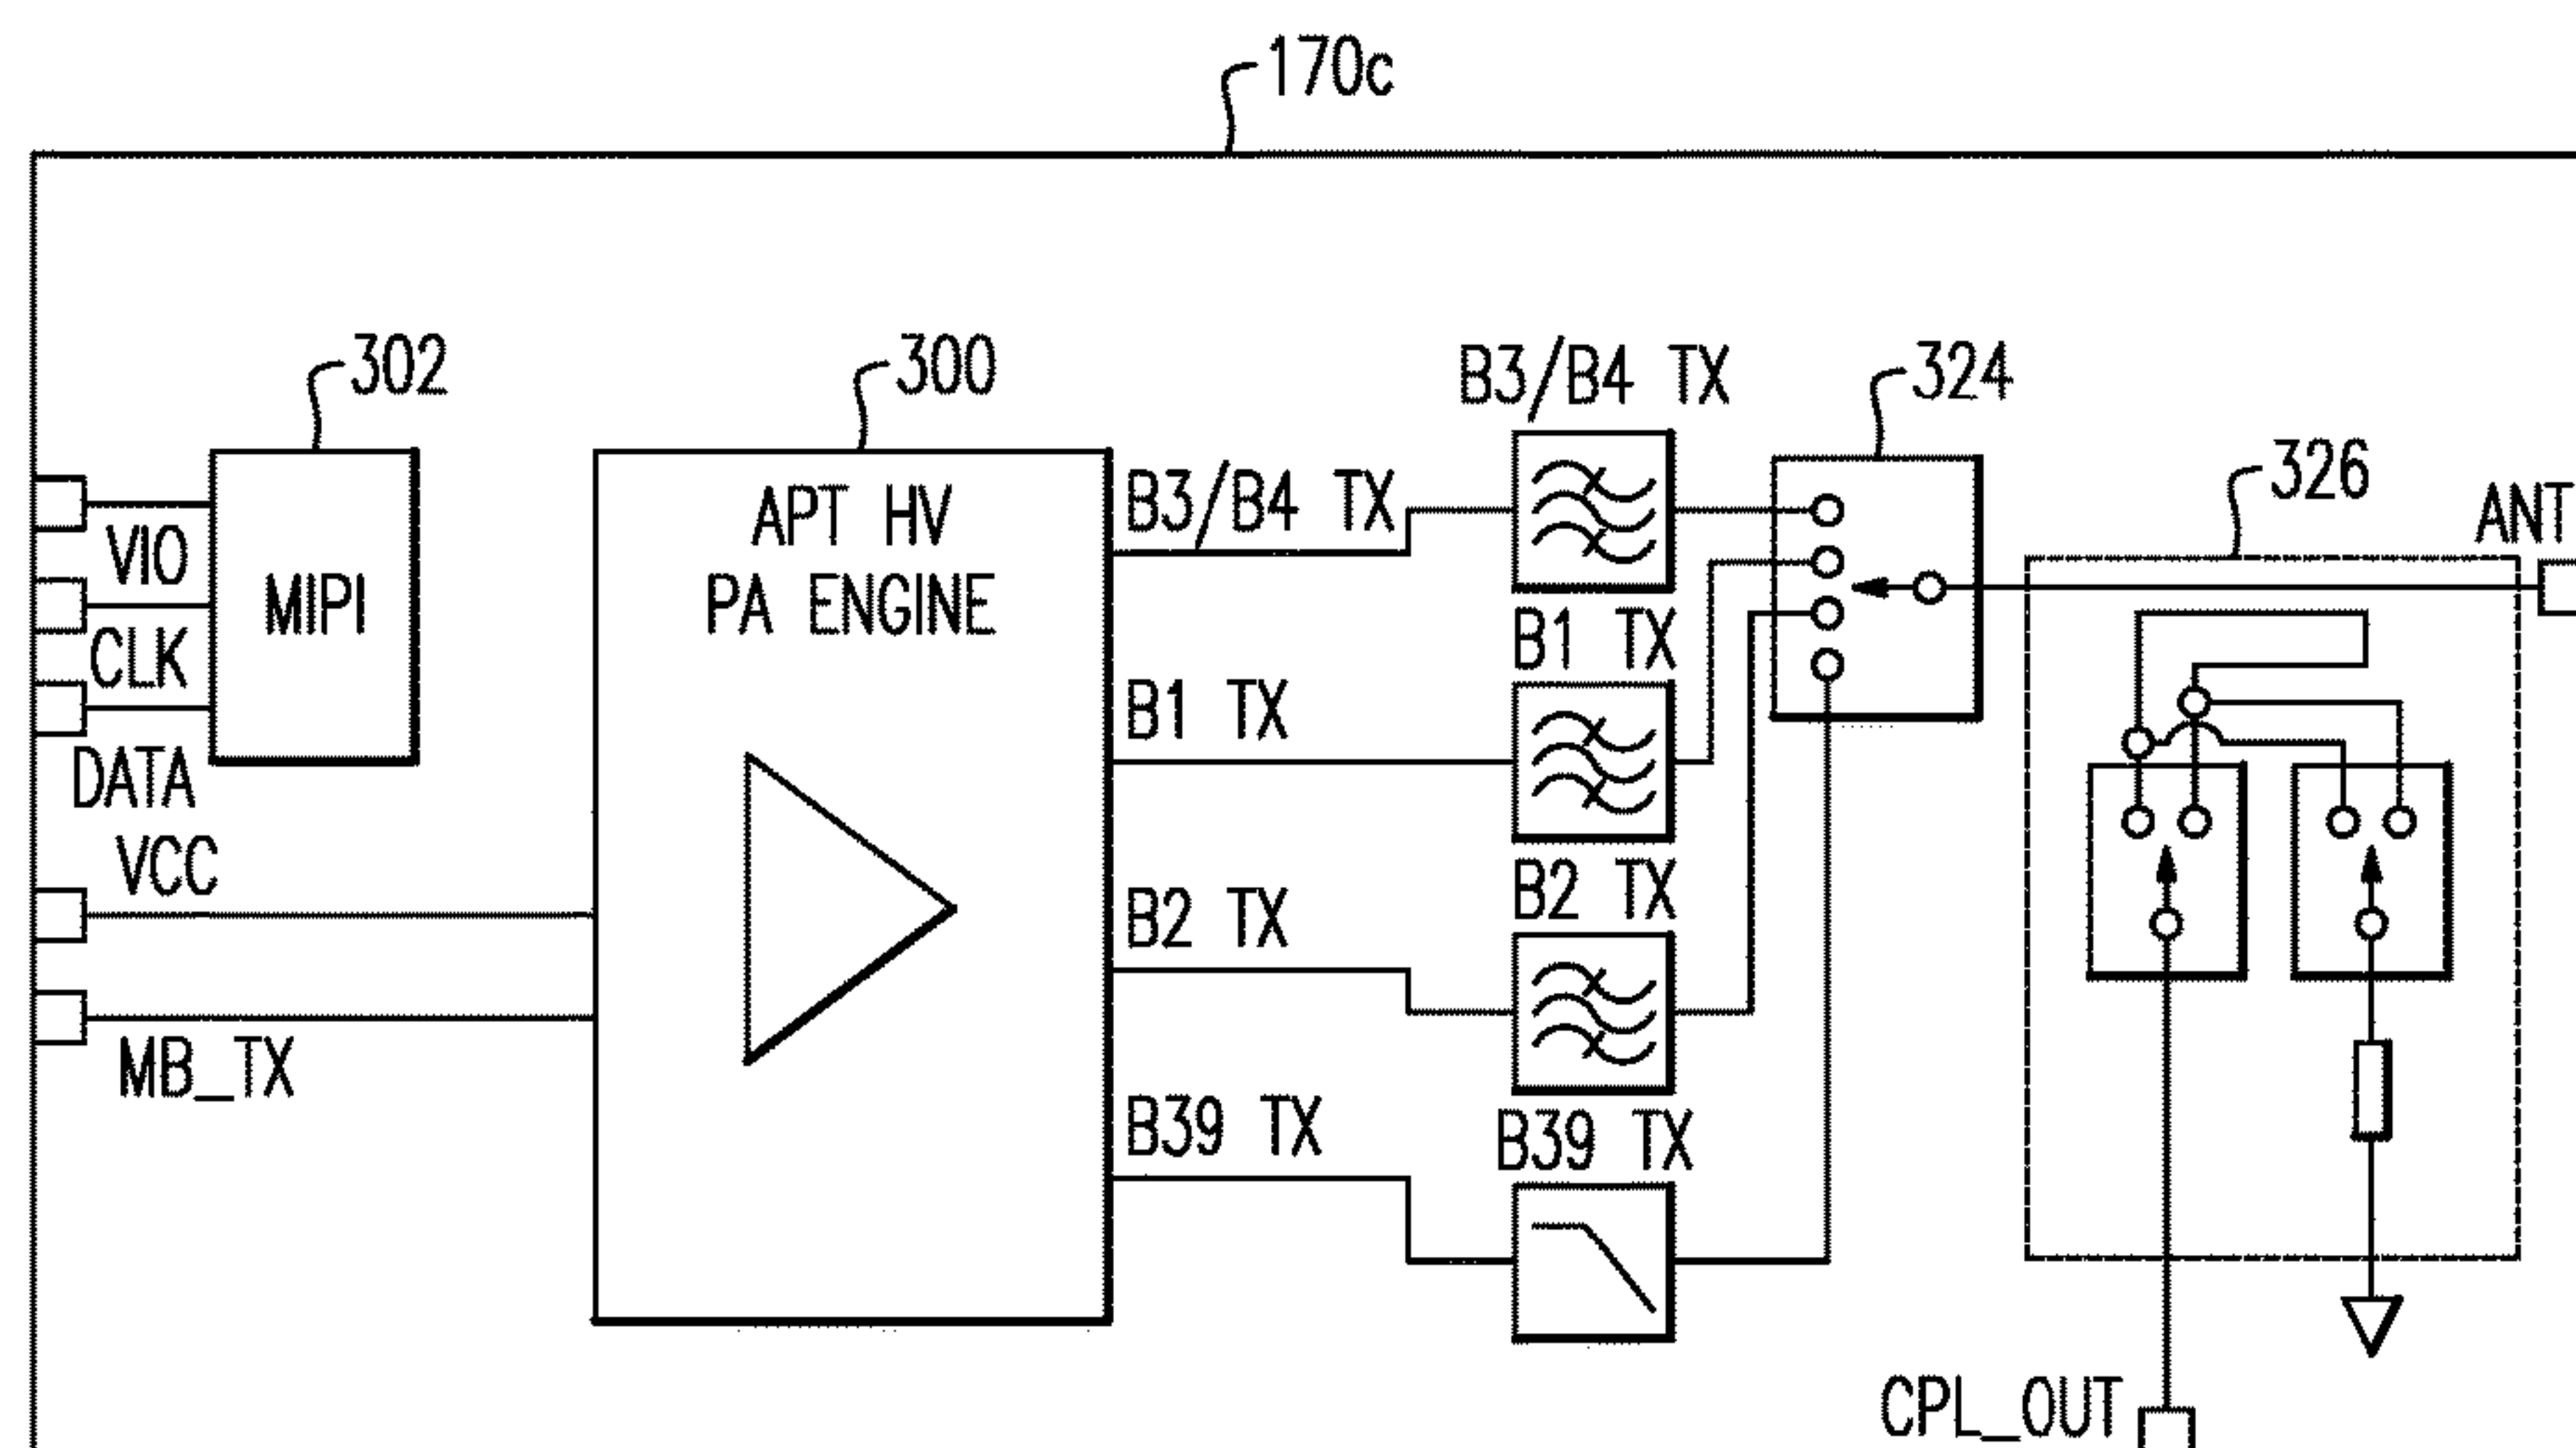 170c
302
300
324
326
VIO
CLK
DATA
MIPI
VCC
MB_TX
APT HV
PA ENGINE
B3/B4 TX
B1 TX
B2 TX
B39 TX
B3/B4 TX
B1 TX
B2 TX
B39 TX
ANT
CPL_OUT